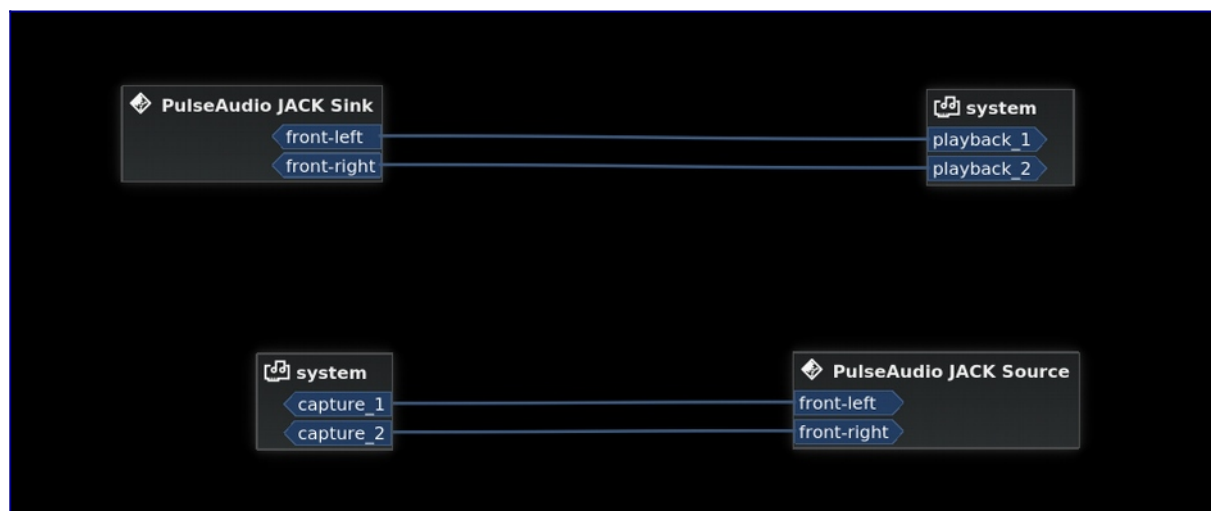 PulseAudio JACK Sink
front-left
front-right
system
playback_1
playback_2
system
capture_1
capture_2
PulseAudio JACK Source
front-left
front-right